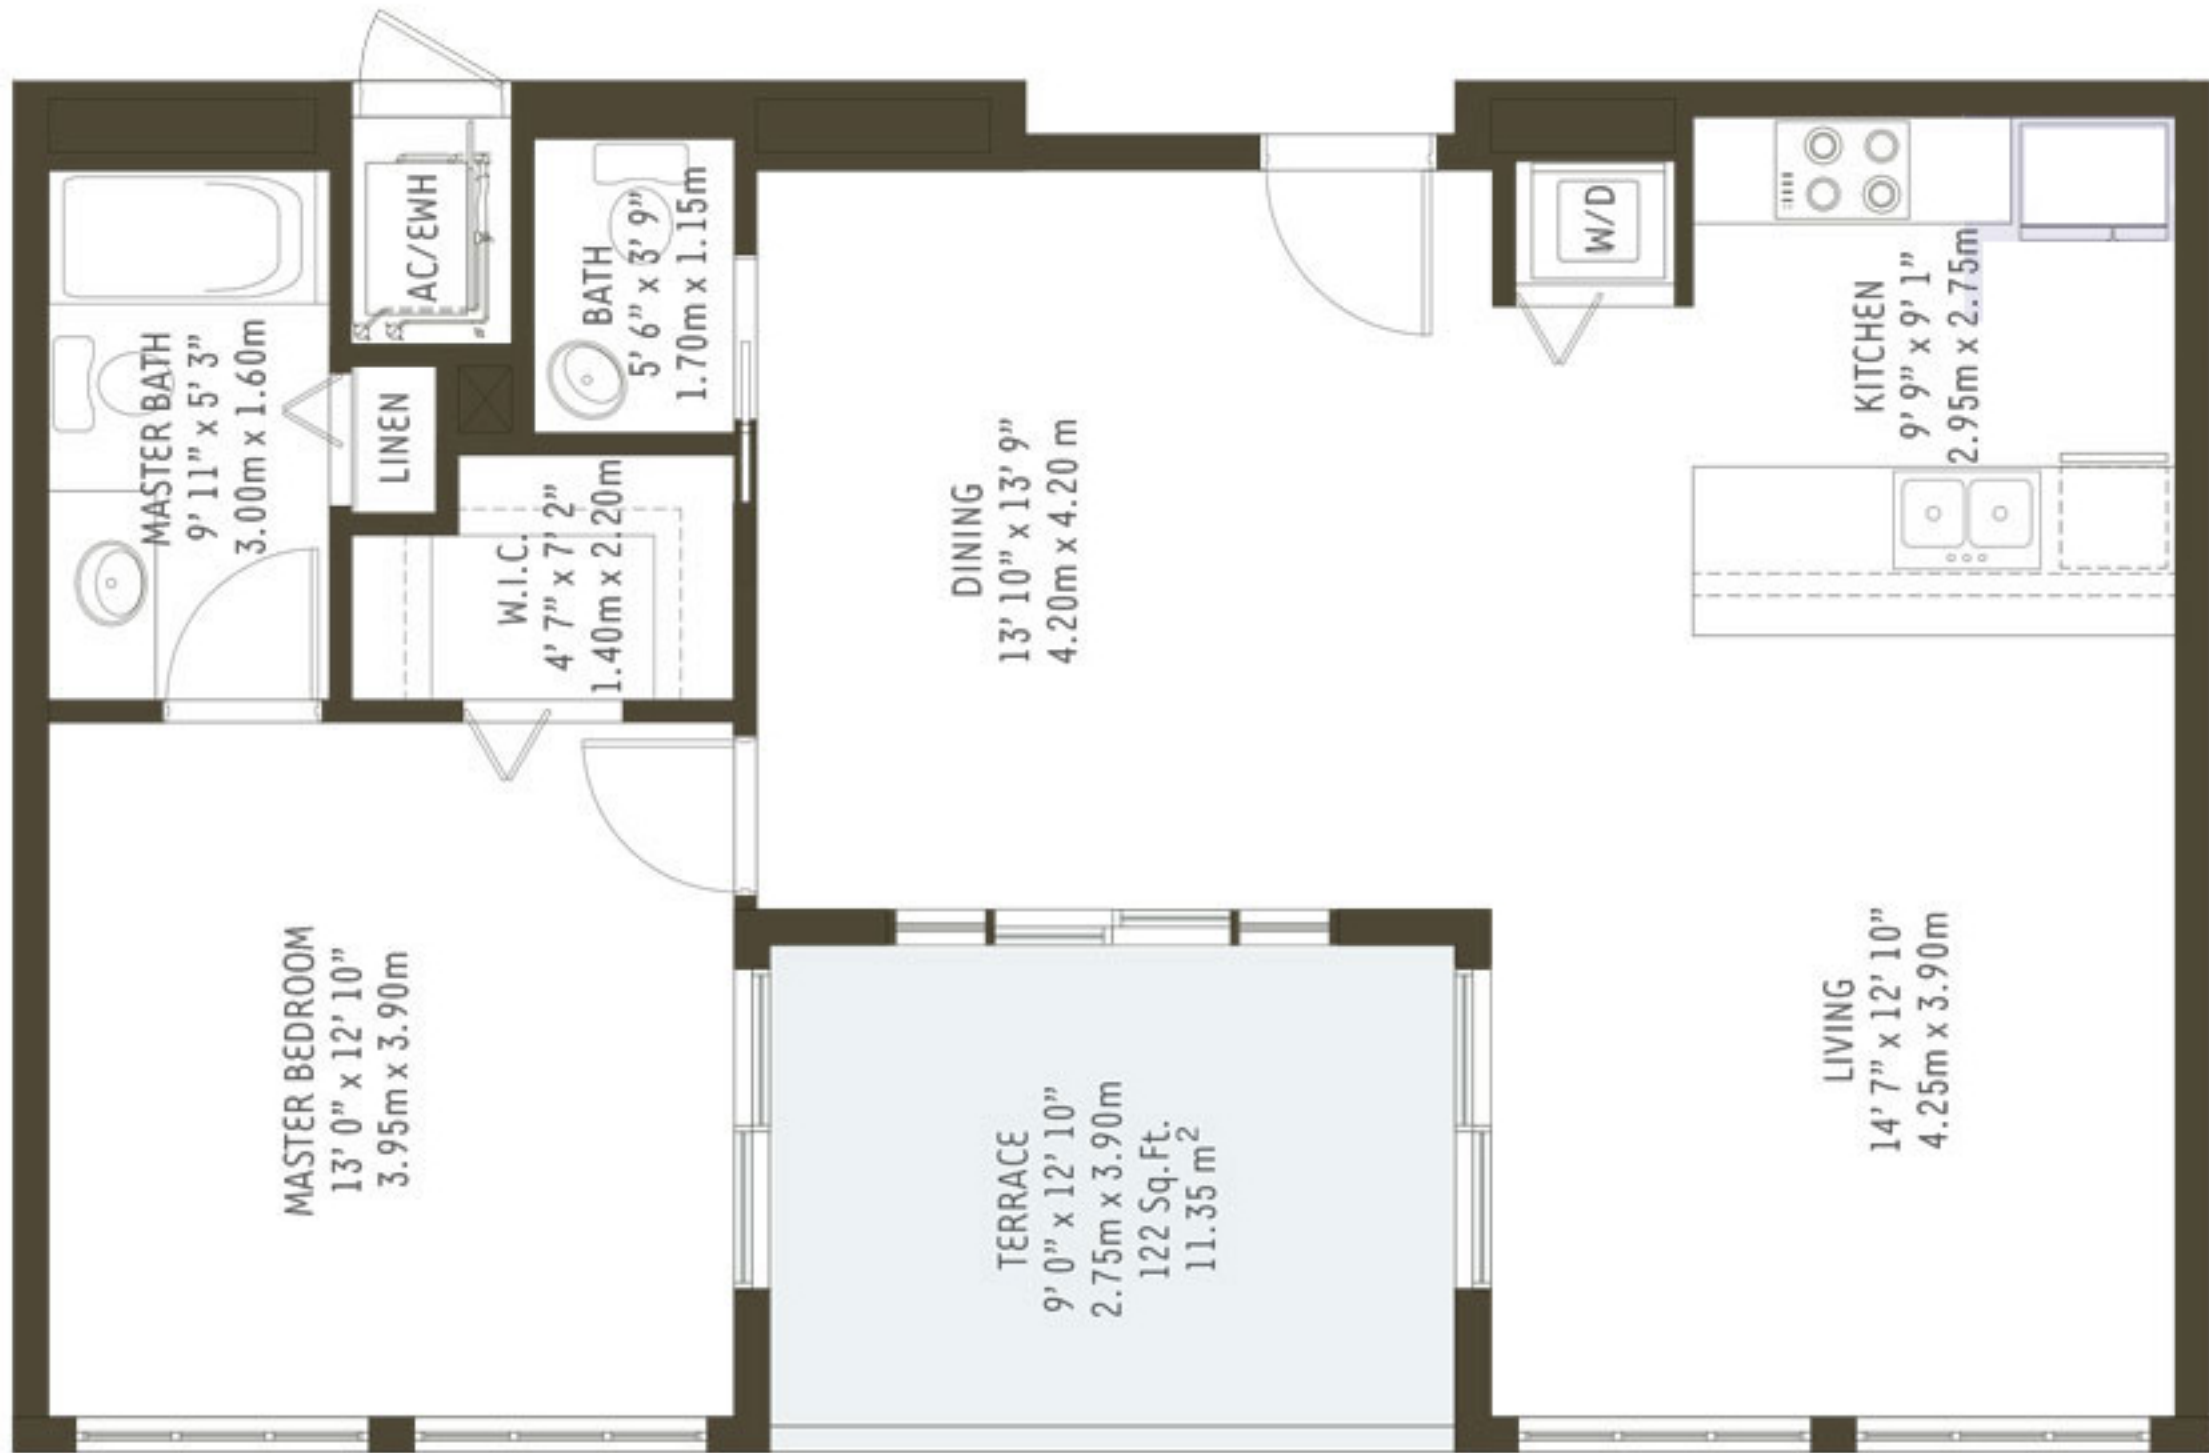 MASTER BATH
9' 11" x 5' 3"
3.00m x 1.60m
AC/EWH
LINEN
BATH
5' 6" x 3' 9"
1.70m x 1.15m
W.I.C.
4' 7" x 7' 2"
1.40m x 2.20m
DINING
13' 10" x 13' 9"
4.20m x 4.20 m
W/D
KITCHEN
9' 9" x 9' 1"
2.95m x 2.75m
MASTER BEDROOM
13' 0" x 12' 10"
3.95m x 3.90m
TERRACE
9' 0" x 12' 10"
2.75m x 3.90m
122 Sq.Ft.
11.35 m²
LIVING
14' 7" x 12' 10"
4.25m x 3.90m